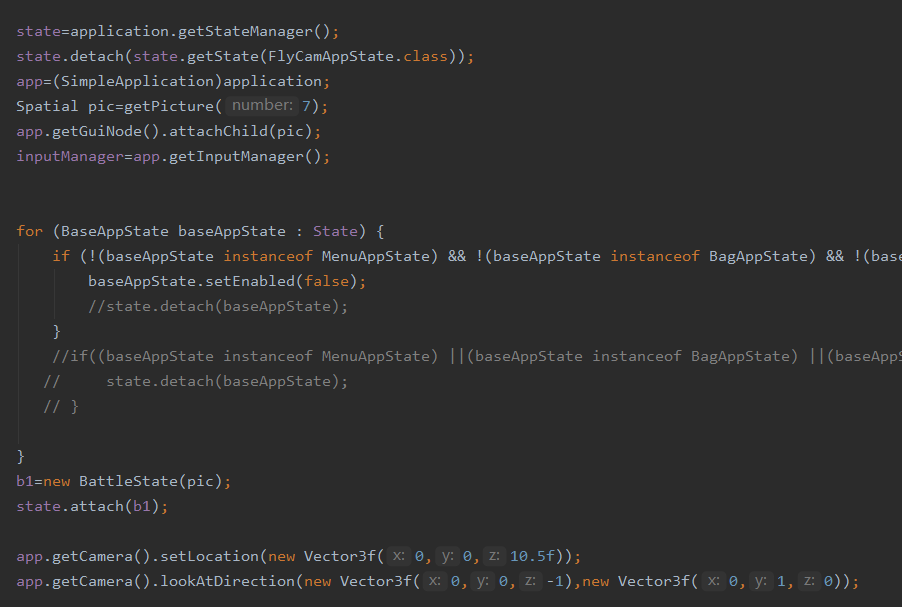 state=application.getStateManager();
state.detach(state.getState(FlyCamAppState.class));
app=(SimpleApplication)application;
Spatial pic=getPicture( number: 7);
app.getGuiNode().attachChild(pic);
inputManager=app.getInputManager();
for (BaseAppState baseAppState : State) {
if (!(baseAppState instanceof MenuAppState) && !(baseAppState instanceof BagAppState) && !(base
baseAppState.setEnabled(false);
//state.detach(baseAppState);
}
//if((baseAppState instanceof MenuAppState) ||(baseAppState instanceof BagAppState) ||(baseAppS
// state.detach(baseAppState);
// }
}
b1=new BattleState(pic);
state.attach(b1);
app.getCamera().setLocation(new Vector3f( x: 0, y: 0, z: 10.5f));
app.getCamera().lookAtDirection(new Vector3f( x: 0, y: 0, z: -1),new Vector3f( x: 0, y: 1, z: 0));